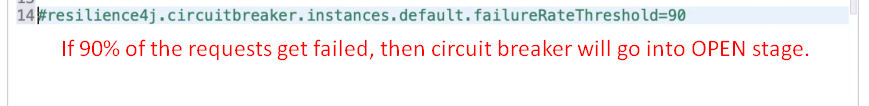 14 #resilience4j.circuitbreaker.instances.default.failureRateThreshold=90
If 90% of the requests get failed, then circuit breaker will go into OPEN stage.